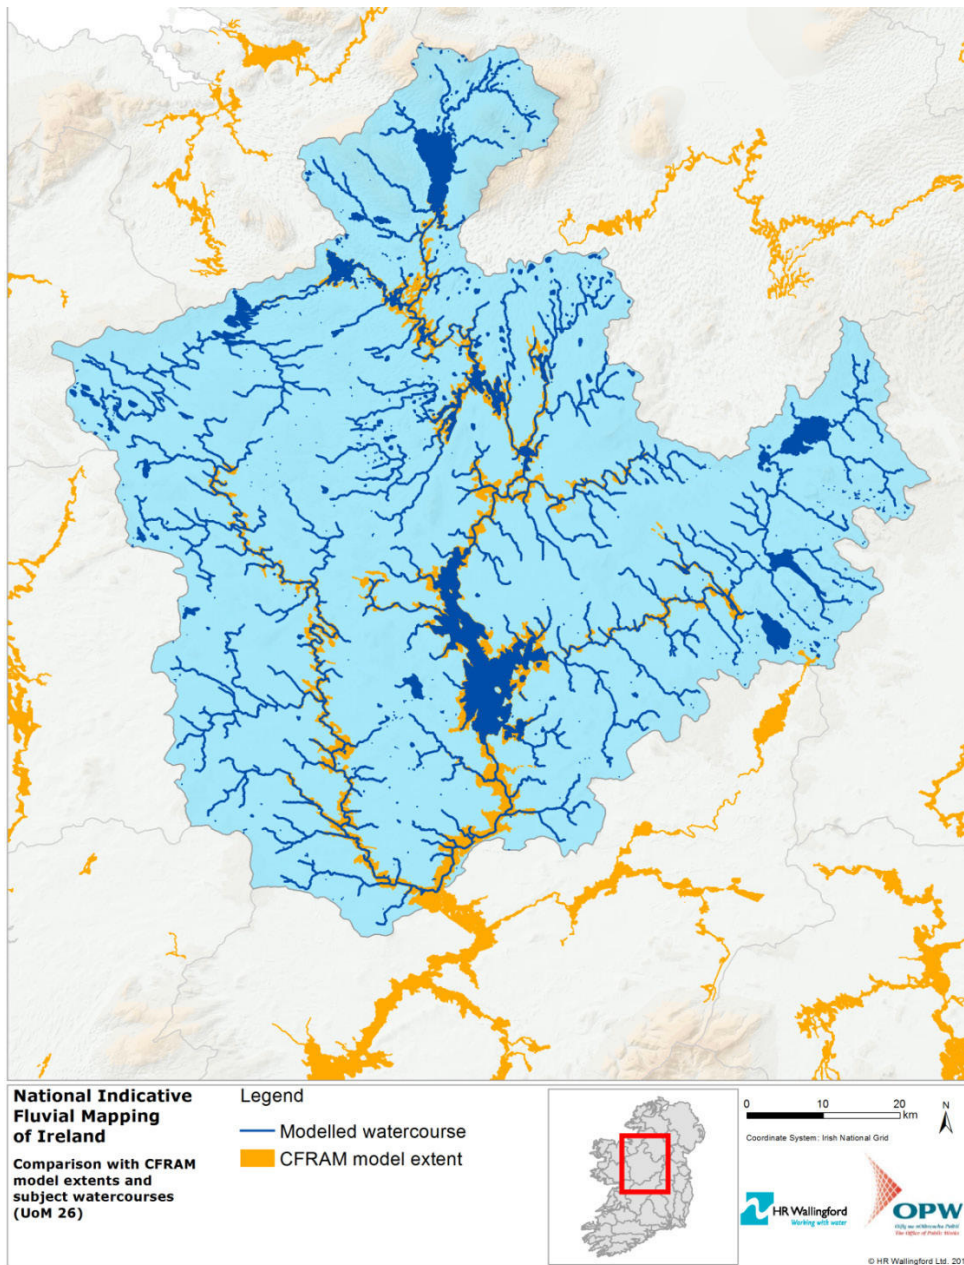 National Indicative
Fluvial Mapping
of Ireland
Comparison with CFRAM
model extents and
subject watercourses
(UoM 26)
Legend
Modelled watercourse
CFRAM model extent
0 10 20
km
N
Coordinate System: Irish National Grid
HR Wallingford
Working with water
OPW
The Office of Public Works
© HR Wallingford Ltd. 201